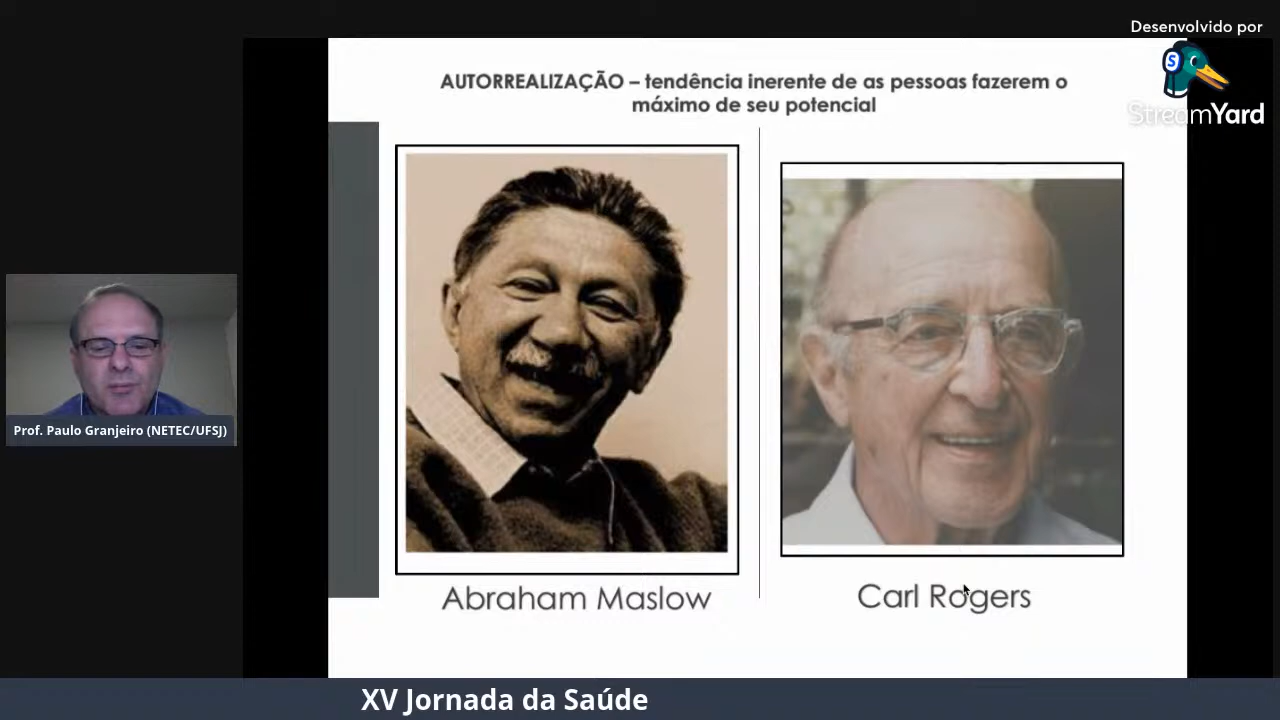 Desenvolvido por
StreamYard
AUTORREALIZAÇÃO – tendência inerente de as pessoas fazerem o
máximo de seu potencial
Abraham Maslow
Carl Rogers
Prof. Paulo Granjeiro (NETEC/UFSJ)
XV Jornada da Saúde